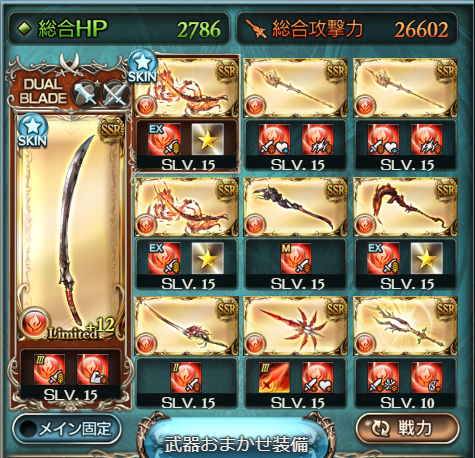 総合HP 2786 総合攻撃力 26602
DUAL
BLADE
SKIN
SKIN
SSR
SSR
SSR
SSR
EX
SLV. 15
SLV. 15
SLV. 15
SSR
SSR
SSR
EX
M
EX
SLV. 15
SLV. 15
SLV. 15
Limited +12
SSR
SSR
SSR
III
SLV. 15
II
SLV. 15
III
SLV. 15
SLV. 10
メイン固定
武器おまかせ装備
戦力